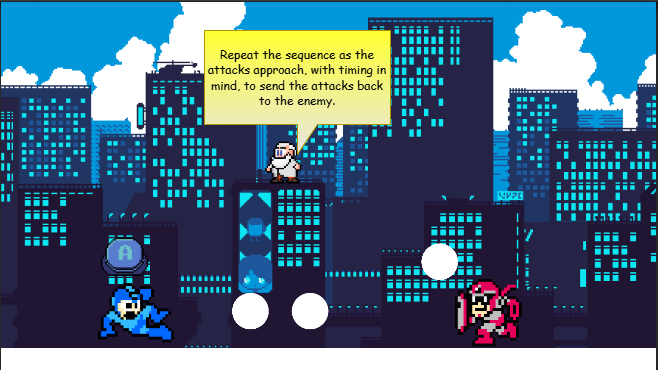 Repeat the sequence as the
attacks approach, with timing in
mind, to send the attacks back
to the enemy.
A